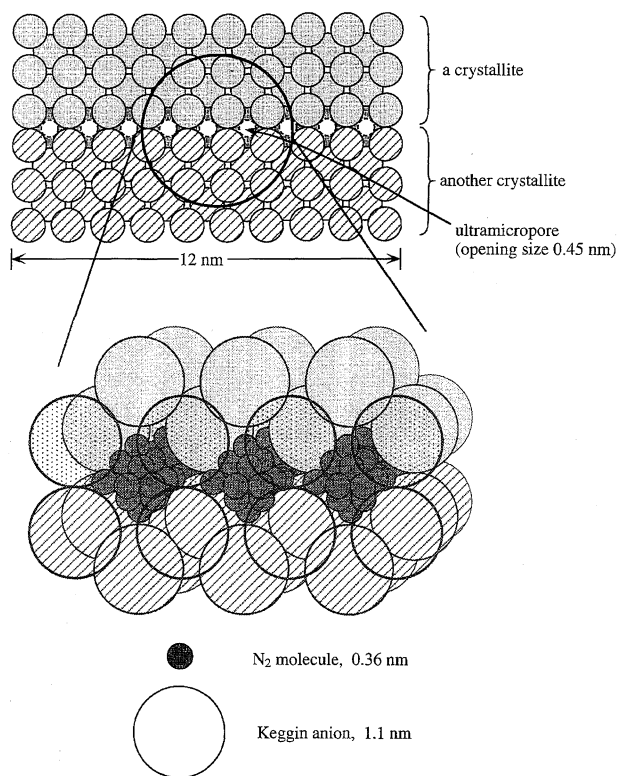 a crystallite
another crystallite
ultramicropore
(opening size 0.45 nm)
12 nm
N₂ molecule, 0.36 nm
Keggin anion, 1.1 nm